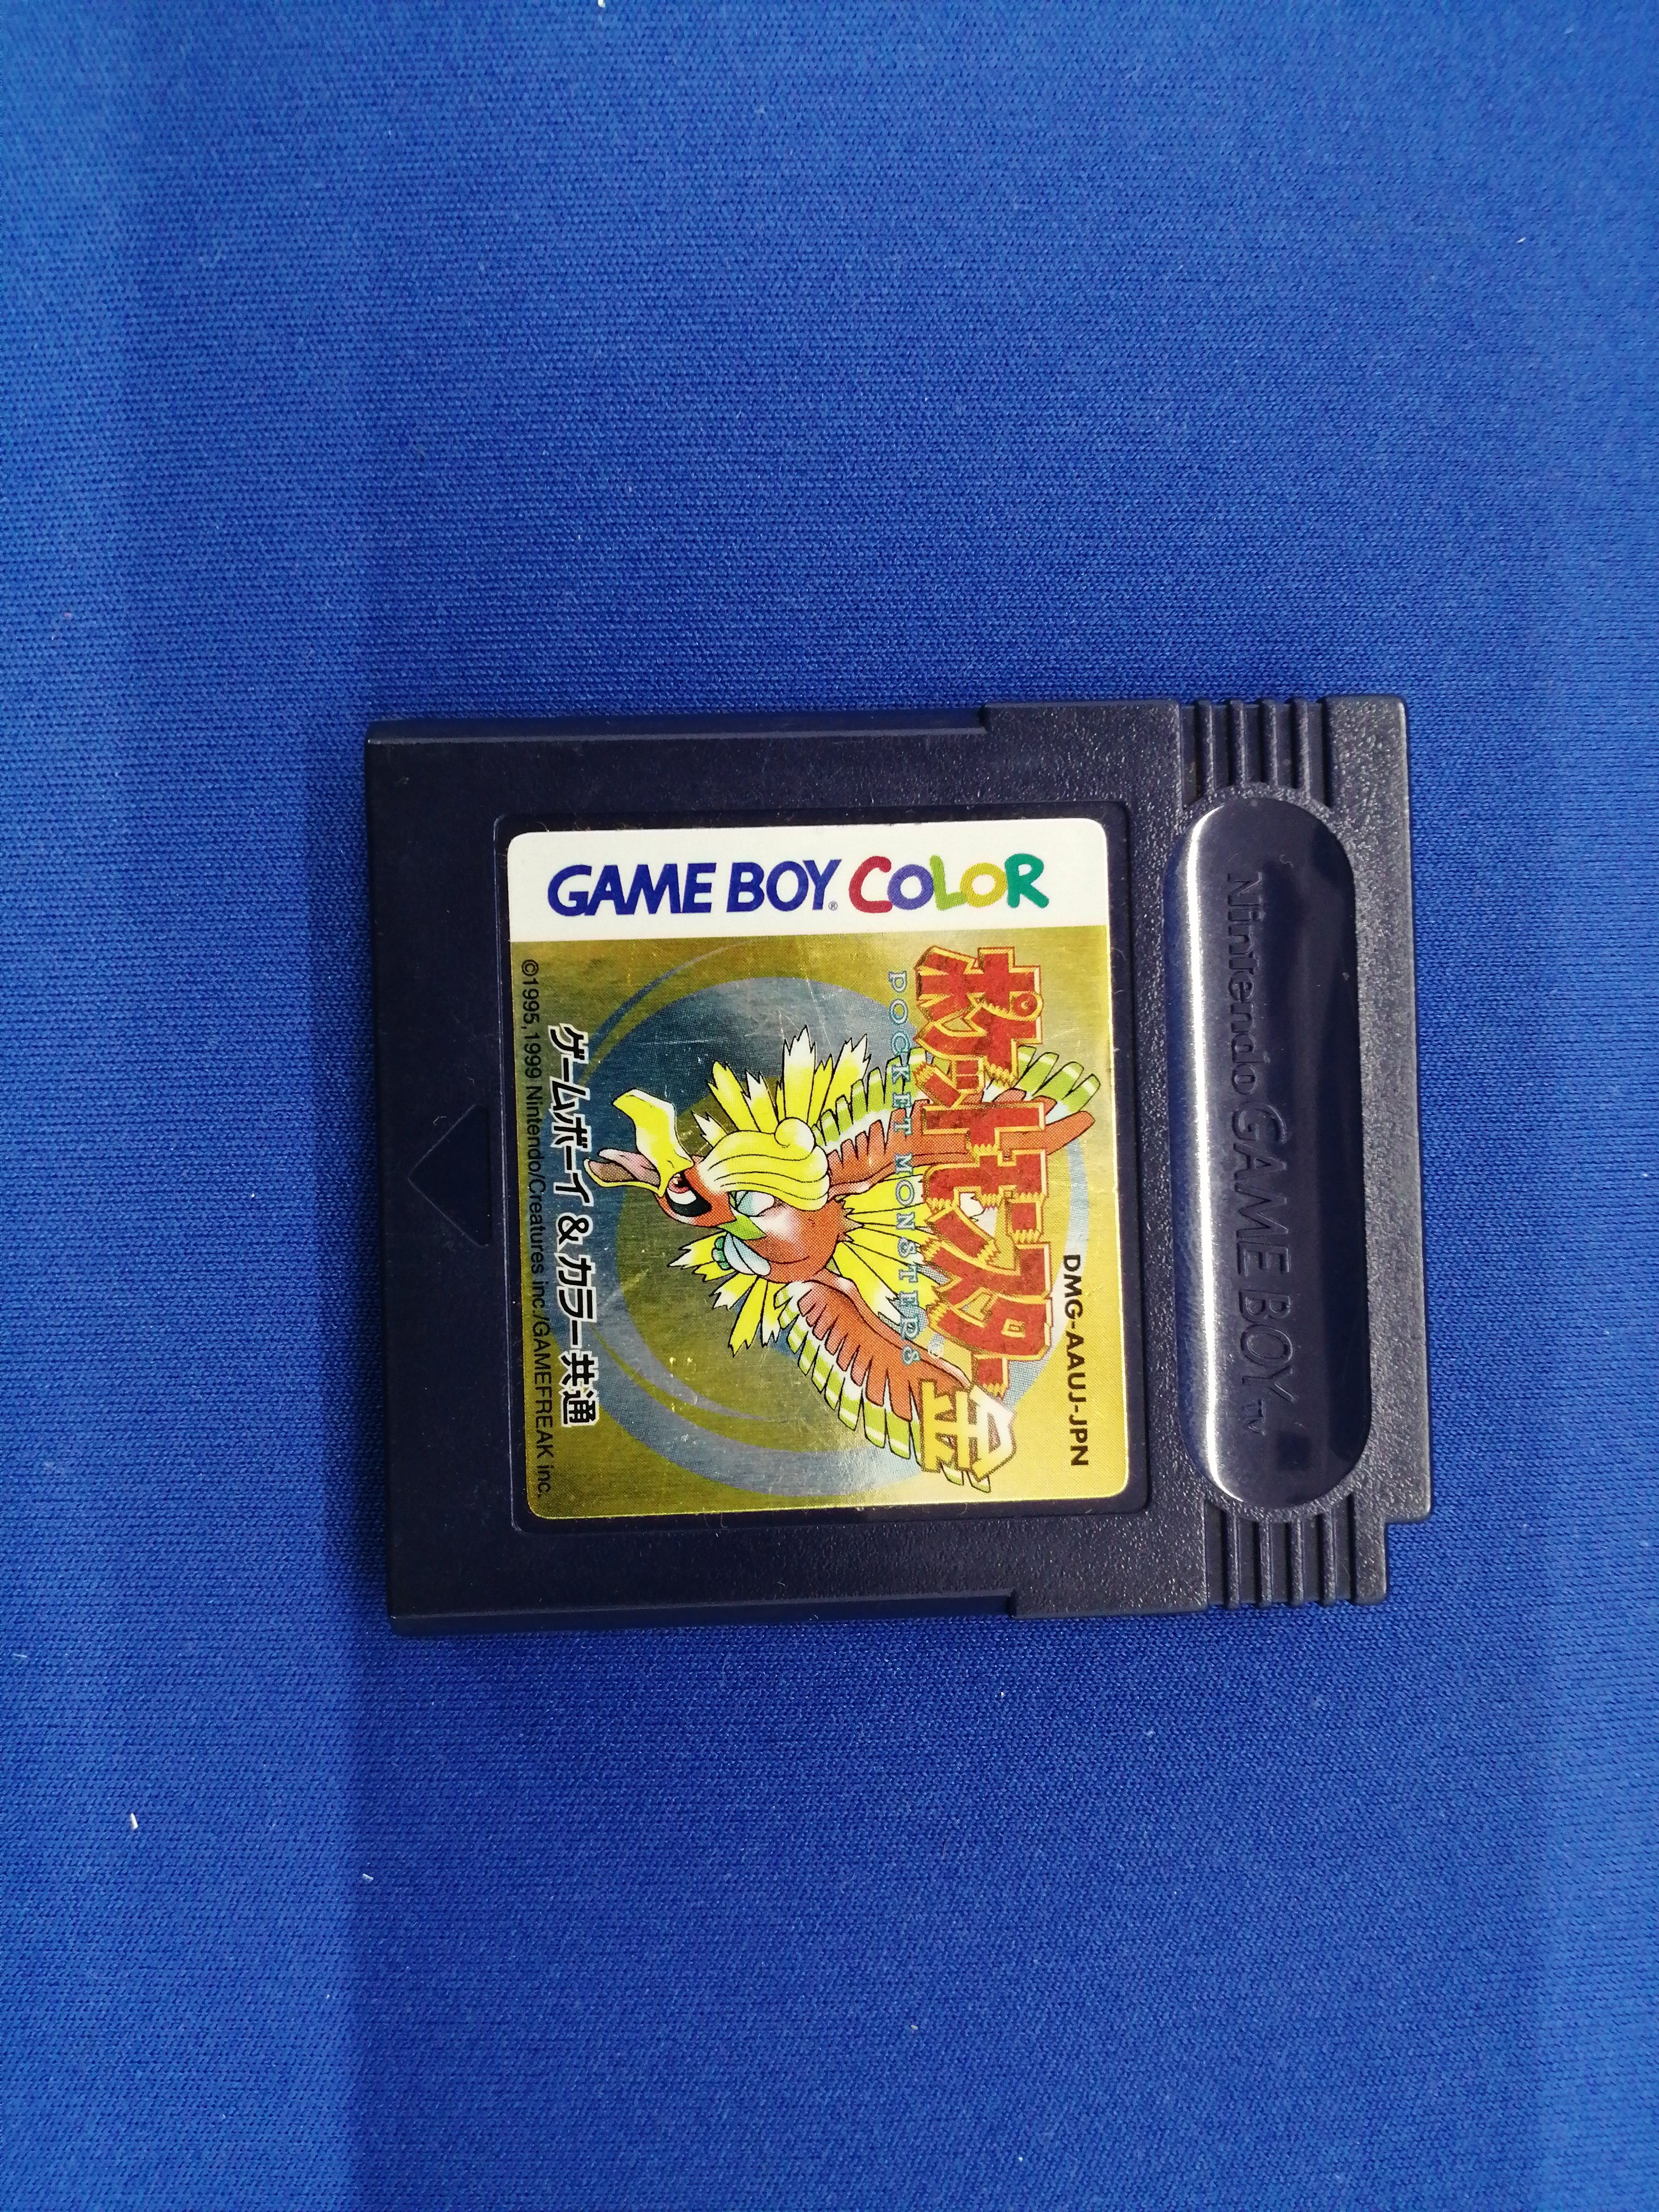 Nintendo GAME BOY TM
GAME BOY® COLOR
DMG-AAUJ-JPN
ポケットモンスター 金
POCKET MONSTERS
ゲームボーイ&カラー共通
©1995,1999 Nintendo/Creatures inc./GAMEFREAK inc.